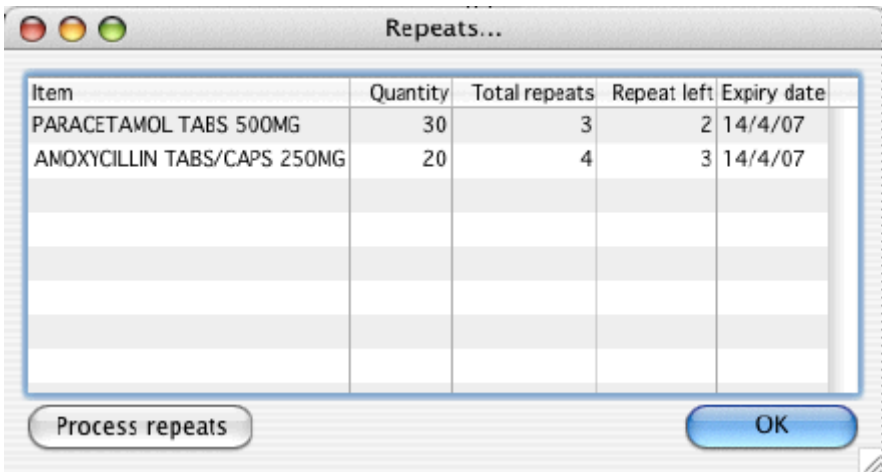 Repeats...
Item Quantity Total repeats Repeat left Expiry date
PARACETAMOL TABS 500MG 30 3 2 14/4/07
AMOXYCILLIN TABS/CAPS 250MG 20 4 3 14/4/07
Process repeats OK